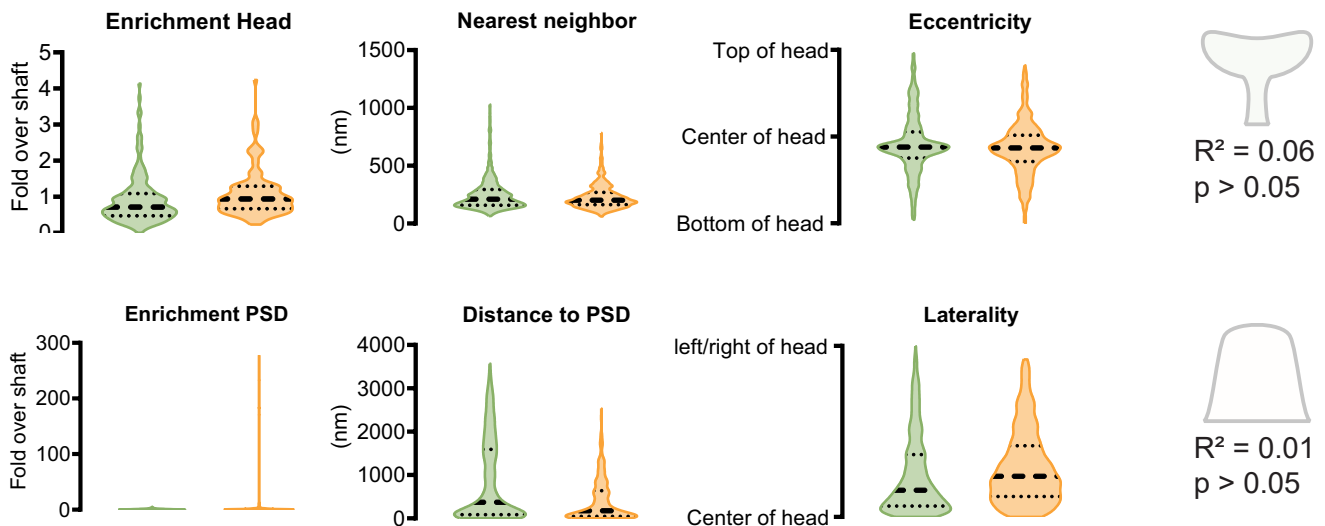 Enrichment Head
Fold over shaft
5
4
3
2
1
0
Nearest neighbor
(nm)
1500
1000
500
0
Eccentricity
Top of head
Center of head
Bottom of head
R² = 0.06
p > 0.05
Enrichment PSD
Fold over shaft
300
200
100
0
Distance to PSD
(nm)
4000
3000
2000
1000
0
Laterality
left/right of head
Center of head
R² = 0.01
p > 0.05